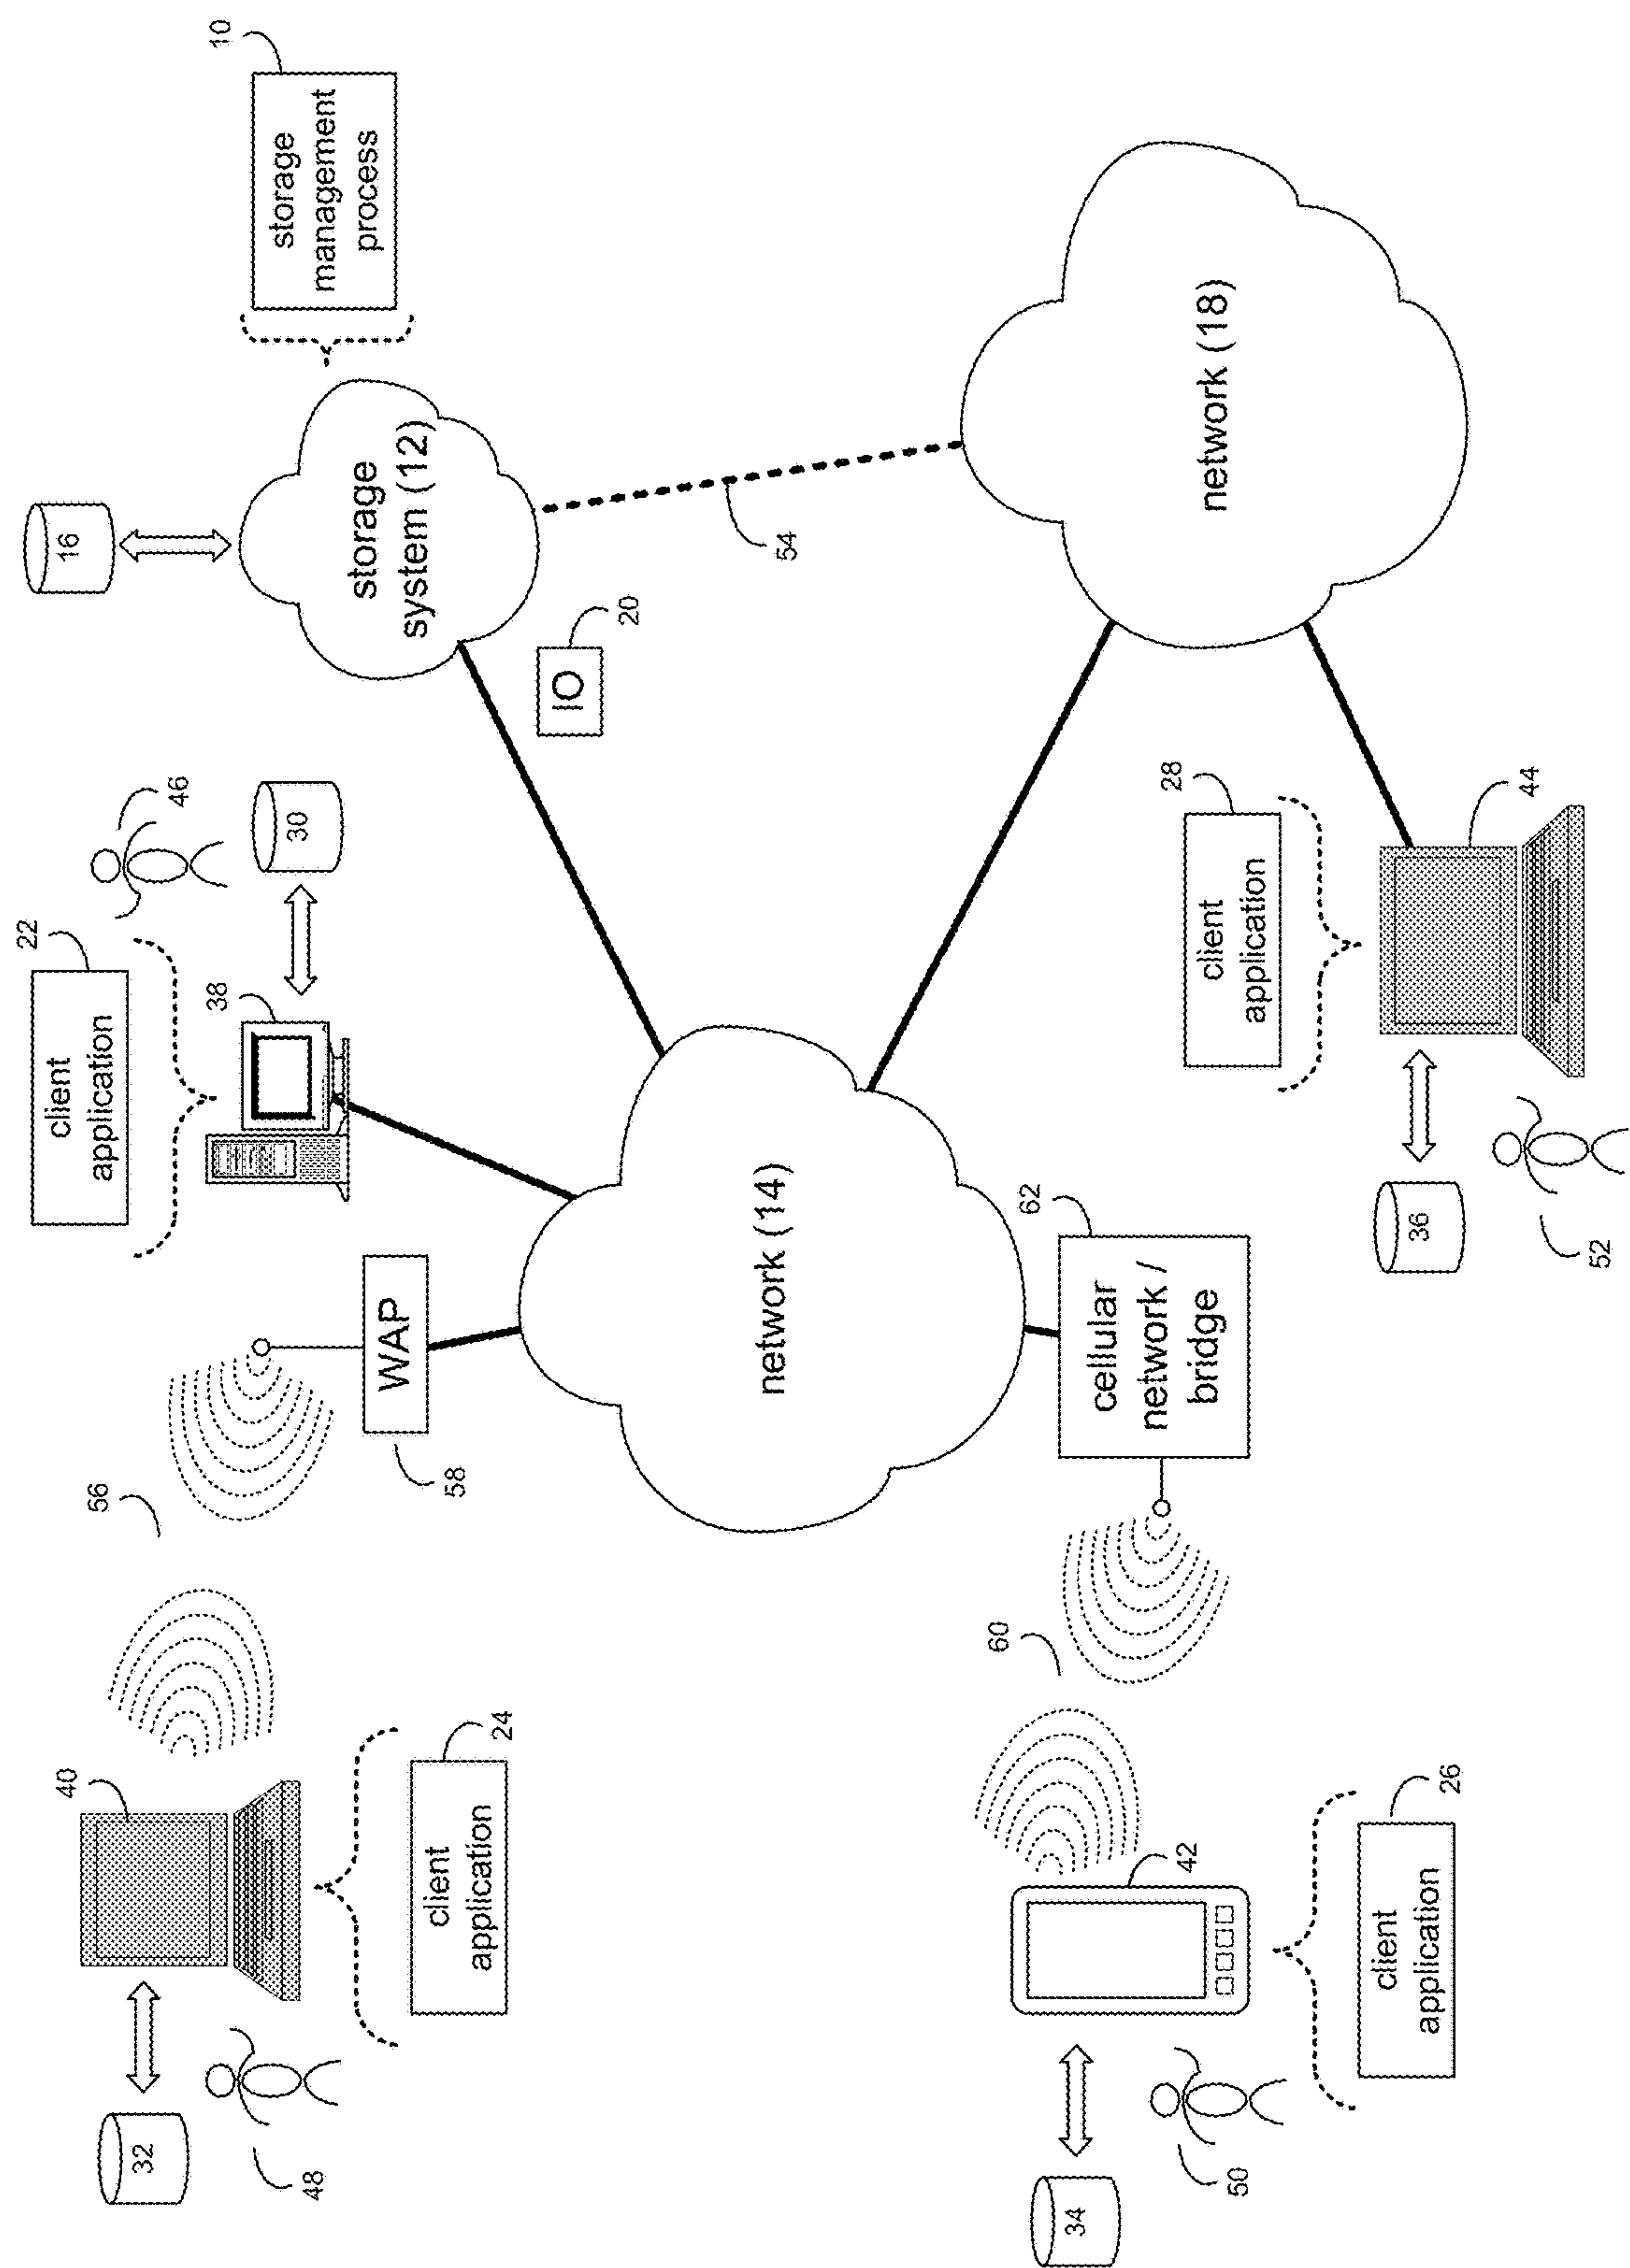 22
client
application
16
40
56
46
10
32
38
30
storage
management
process
48
58
WAP
storage
system (12)
24
client
application
IO
20
network (14)
54
60
62
34
42
cellular
network /
bridge
28
client
application
network (18)
50
26
client
application
36
44
52